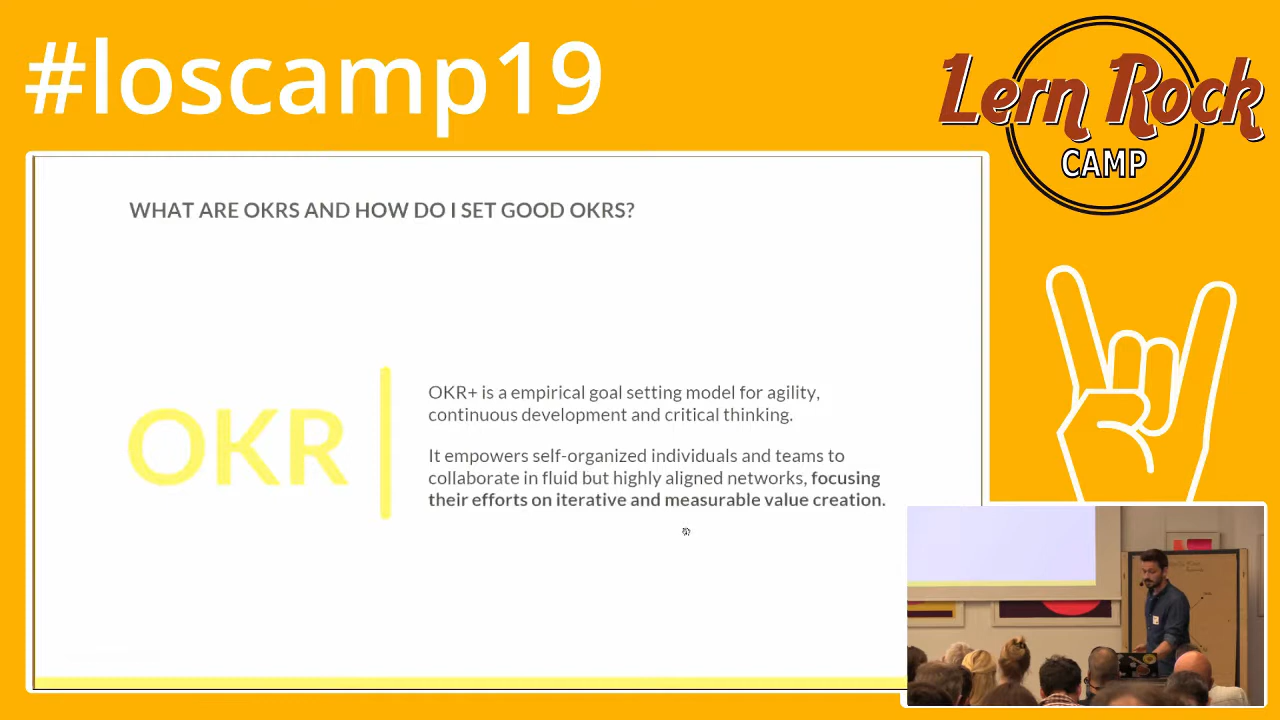 #loscamp19
Lern Rock
CAMP
WHAT ARE OKRS AND HOW DO I SET GOOD OKRS?
OKR
OKR+ is a empirical goal setting model for agility,
continuous development and critical thinking.
It empowers self-organized individuals and teams to
collaborate in fluid but highly aligned networks, focusing
their efforts on iterative and measurable value creation.